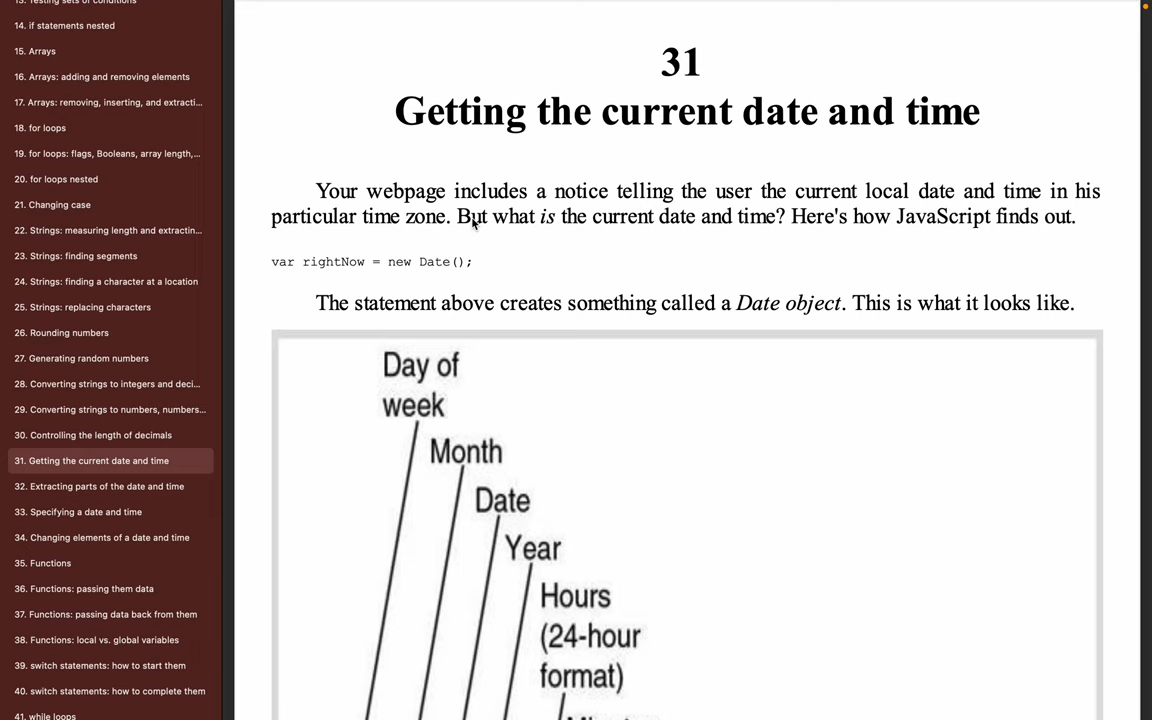 13. Testing sets of conditions
14. if statements nested
15. Arrays
16. Arrays: adding and removing elements
17. Arrays: removing, inserting, and extracti...
18. for loops
19. for loops: flags, Booleans, array length,...
20. for loops nested
21. Changing case
22. Strings: measuring length and extractin...
23. Strings: finding segments
24. Strings: finding a character at a location
25. Strings: replacing characters
26. Rounding numbers
27. Generating random numbers
28. Converting strings to integers and deci...
29. Converting strings to numbers, numbers...
30. Controlling the length of decimals
31. Getting the current date and time
32. Extracting parts of the date and time
33. Specifying a date and time
34. Changing elements of a date and time
35. Functions
36. Functions: passing them data
37. Functions: passing data back from them
38. Functions: local vs. global variables
39. switch statements: how to start them
40. switch statements: how to complete them
41. while loops
31
Getting the current date and time
Your webpage includes a notice telling the user the current local date and time in his
particular time zone. But what is the current date and time? Here's how JavaScript finds out.
var rightNow = new Date();
The statement above creates something called a Date object. This is what it looks like.
Day of
week
Month
Date
Year
Hours
(24-hour
format)